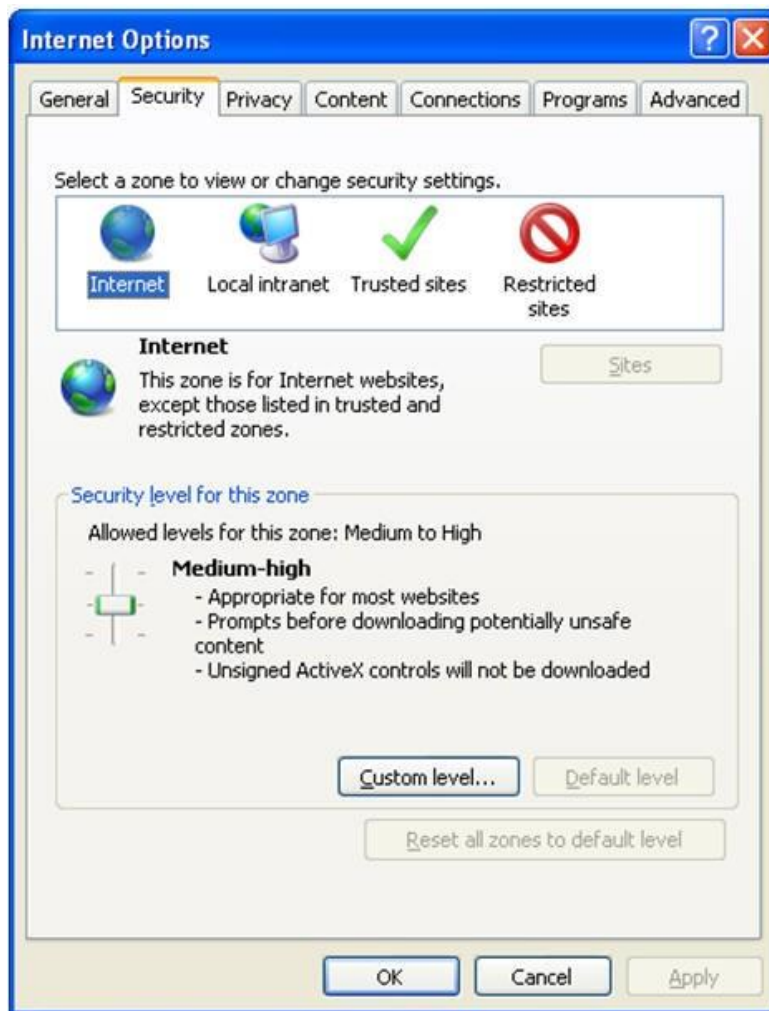 Internet Options
General Security Privacy Content Connections Programs Advanced
Select a zone to view or change security settings.
Internet Local intranet Trusted sites Restricted
sites
Internet
Sites
This zone is for Internet websites,
except those listed in trusted and
restricted zones.
Security level for this zone
Allowed levels for this zone: Medium to High
Medium-high
- Appropriate for most websites
- Prompts before downloading potentially unsafe
content
- Unsigned ActiveX controls will not be downloaded
Custom level... Default level
Reset all zones to default level
OK Cancel Apply